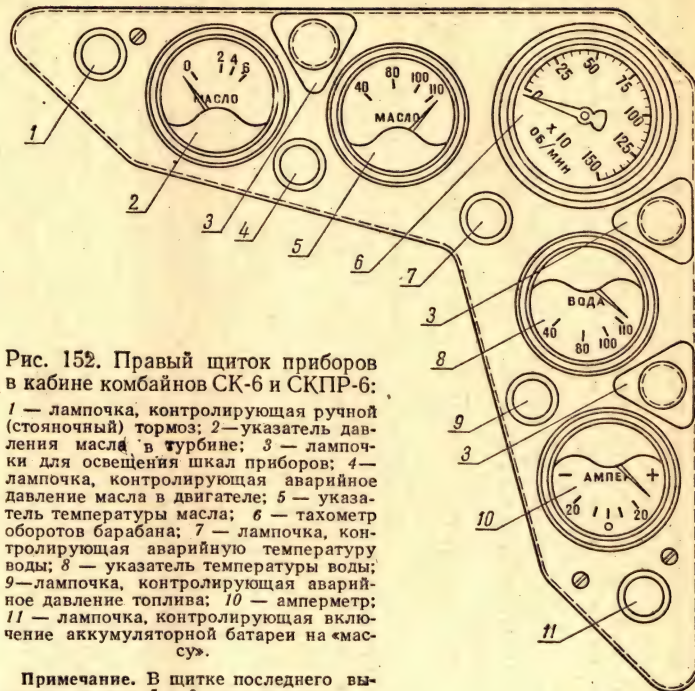 0 2 4 6
МАСЛО
40 80 100 110
МАСЛО
0 25 50 75 100 125 150
× 10
ОБ/МИН
1
2
3
4
5
6
7
3
ВОДА
40 80 100 110
8
9
3
АМПЕР
− +
20 0 20
10
11
Рис. 152. Правый щиток приборов
в кабине комбайнов СК-6 и СКПР-6:
1 — лампочка, контролирующая ручной
(стояночный) тормоз; 2—указатель дав-
ления масла в турбине; 3 — лампоч-
ки для освещения шкал приборов; 4—
лампочка, контролирующая аварийное
давление масла в двигателе; 5 — указа-
тель температуры масла; 6 — тахометр
оборотов барабана; 7 — лампочка, кон-
тролирующая аварийную температуру
воды; 8 — указатель температуры воды;
9—лампочка, контролирующая аварий-
ное давление топлива; 10 — амперметр;
11 — лампочка, контролирующая вклю-
чение аккумуляторной батареи на «мас-
су».
Примечание. В щитке последнего вы-